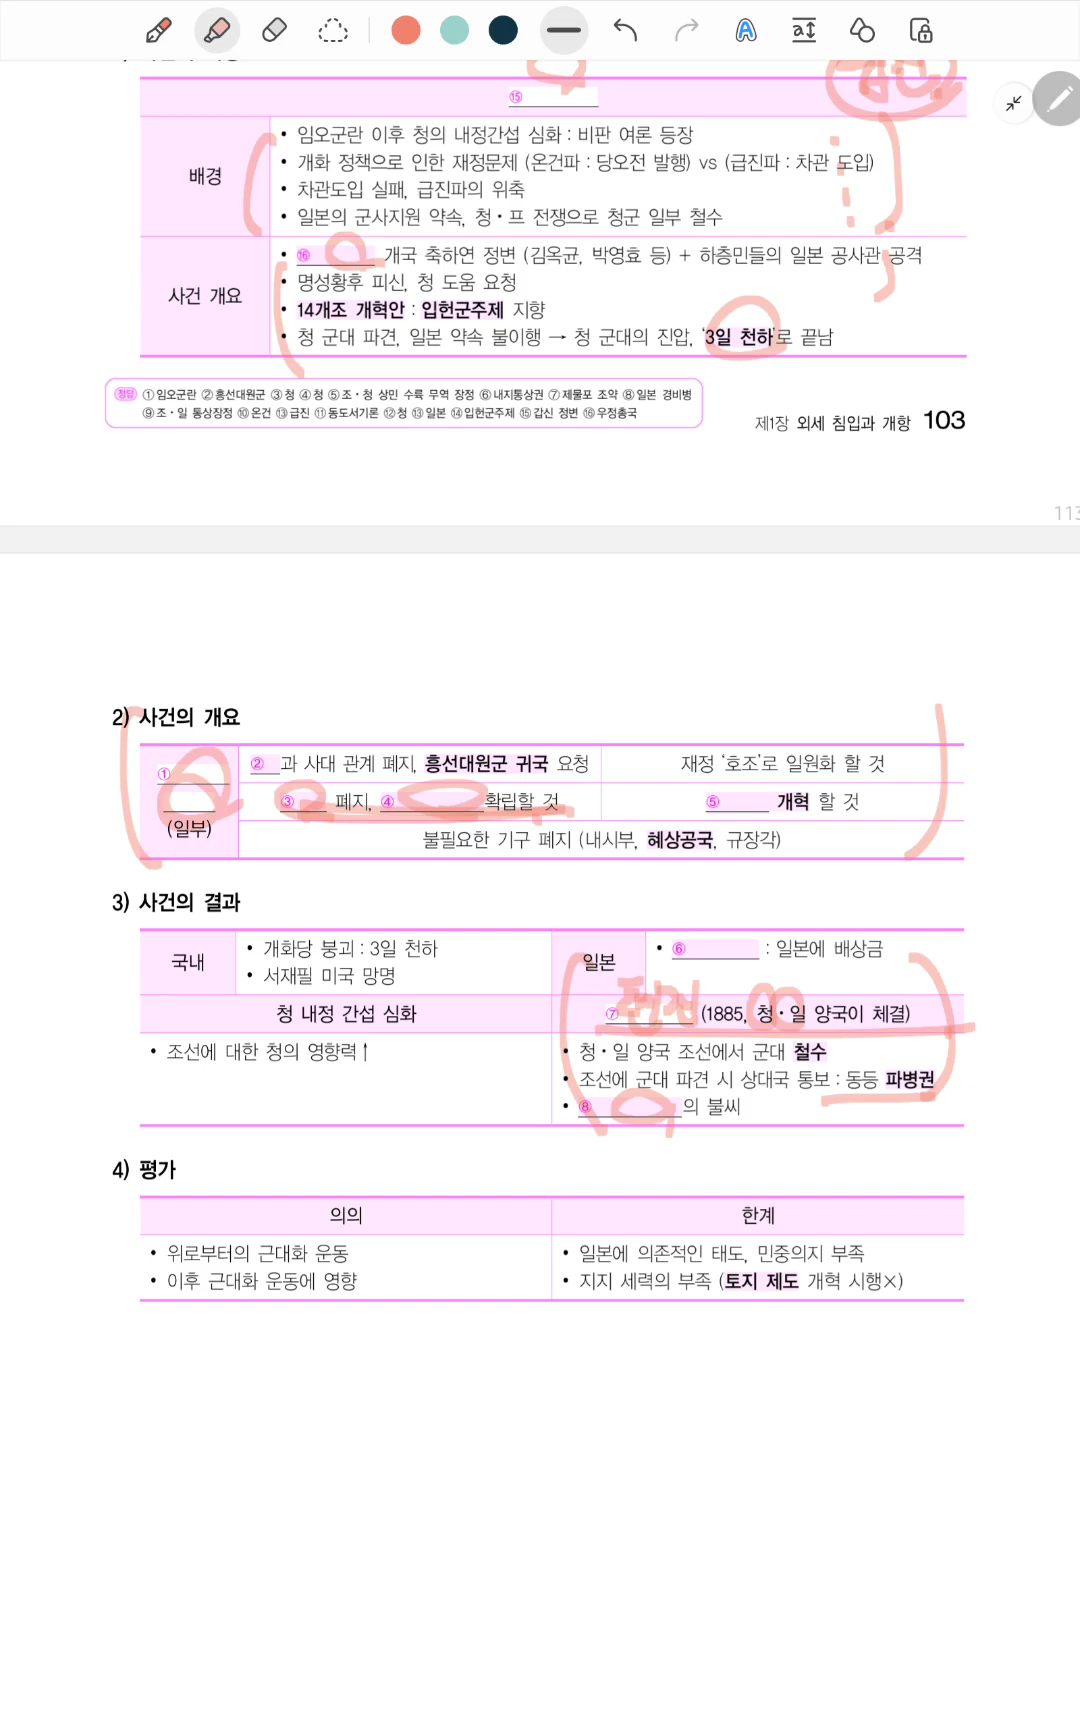 ⑮
배경
• 임오군란 이후 청의 내정간섭 심화 : 비판 여론 등장
• 개화 정책으로 인한 재정문제 (온건파 : 당오전 발행) vs (급진파 : 차관 도입)
• 차관도입 실패, 급진파의 위축
• 일본의 군사지원 약속, 청·프 전쟁으로 청군 일부 철수
사건 개요
• ⑯ 개국 축하연 정변 (김옥균, 박영효 등) + 하층민들의 일본 공사관 공격
• 명성황후 피신, 청 도움 요청
• 14개조 개혁안 : 입헌군주제 지향
• 청 군대 파견, 일본 약속 불이행 → 청 군대의 진압, ‘3일 천하’로 끝남
정답 ①임오군란 ②흥선대원군 ③청 ④청 ⑤조·청 상민 수륙 무역 장정 ⑥내지통상권 ⑦제물포 조약 ⑧일본 경비병
⑨조·일 통상장정 ⑩온건 ⑬급진 ⑪동도서기론 ⑫청 ⑬일본 ⑭입헌군주제 ⑮갑신 정변 ⑯우정총국
제1장 외세 침입과 개항 103
113
2) 사건의 개요
①
(일부)
② 과 사대 관계 폐지, 흥선대원군 귀국 요청
재정 ‘호조’로 일원화 할 것
③ 폐지, ④ 확립할 것
⑤ 개혁 할 것
불필요한 기구 폐지 (내시부, 혜상공국, 규장각)
3) 사건의 결과
국내
• 개화당 붕괴 : 3일 천하
• 서재필 미국 망명
일본
• ⑥ : 일본에 배상금
청 내정 간섭 심화
⑦ (1885, 청·일 양국이 체결)
• 조선에 대한 청의 영향력↑
• 청·일 양국 조선에서 군대 철수
• 조선에 군대 파견 시 상대국 통보 : 동등 파병권
• ⑧ 의 불씨
4) 평가
의의
한계
• 위로부터의 근대화 운동
• 이후 근대화 운동에 영향
• 일본에 의존적인 태도, 민중의지 부족
• 지지 세력의 부족 (토지 제도 개혁 시행×)